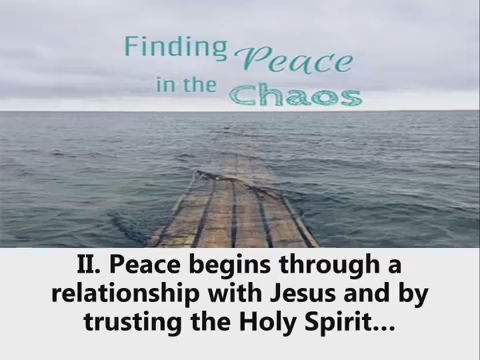 Finding Peace
in the Chaos
II. Peace begins through a
relationship with Jesus and by
trusting the Holy Spirit...